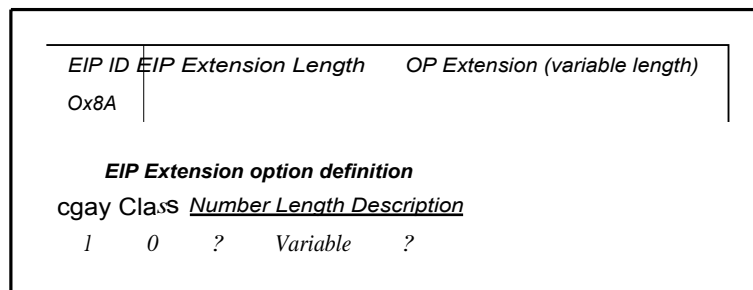 EIP ID EIP Extension Length OP Extension (variable length)
Ox8A
EIP Extension option definition
cgay Class Number Length Description
1 0 ? Variable ?